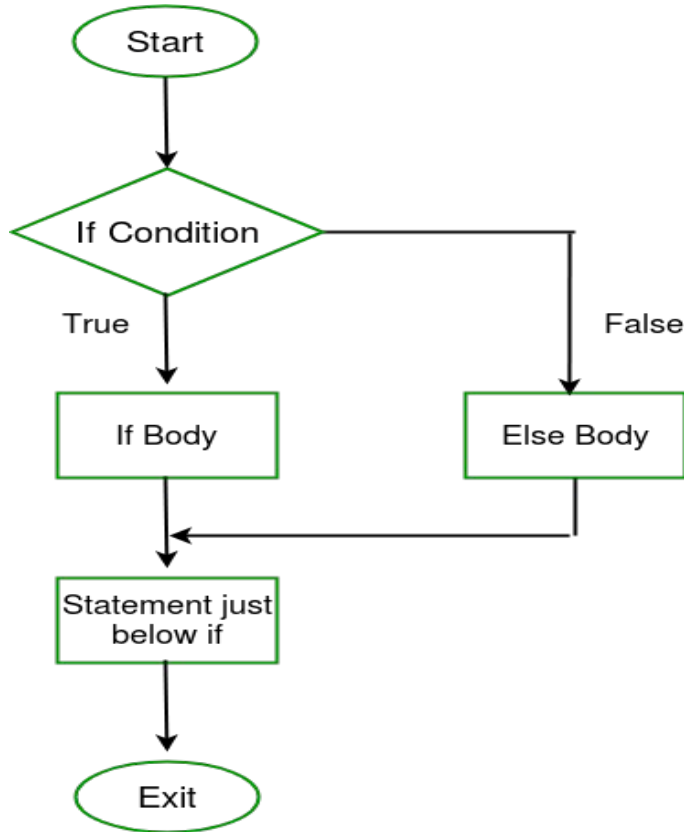 Start
If Condition
True
False
If Body
Else Body
Statement just
below if
Exit